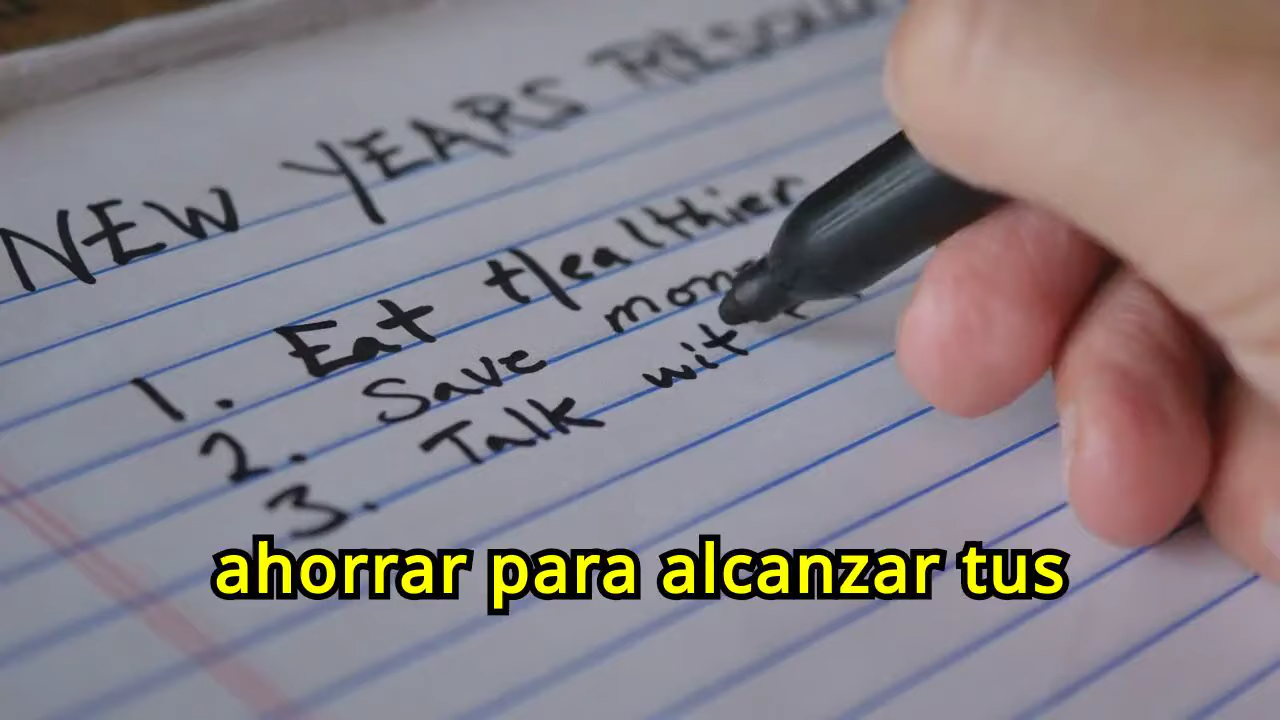 NEW YEARS
1. Eat Healthier
2. Save
3. Talk
ahorrar para alcanzar tus